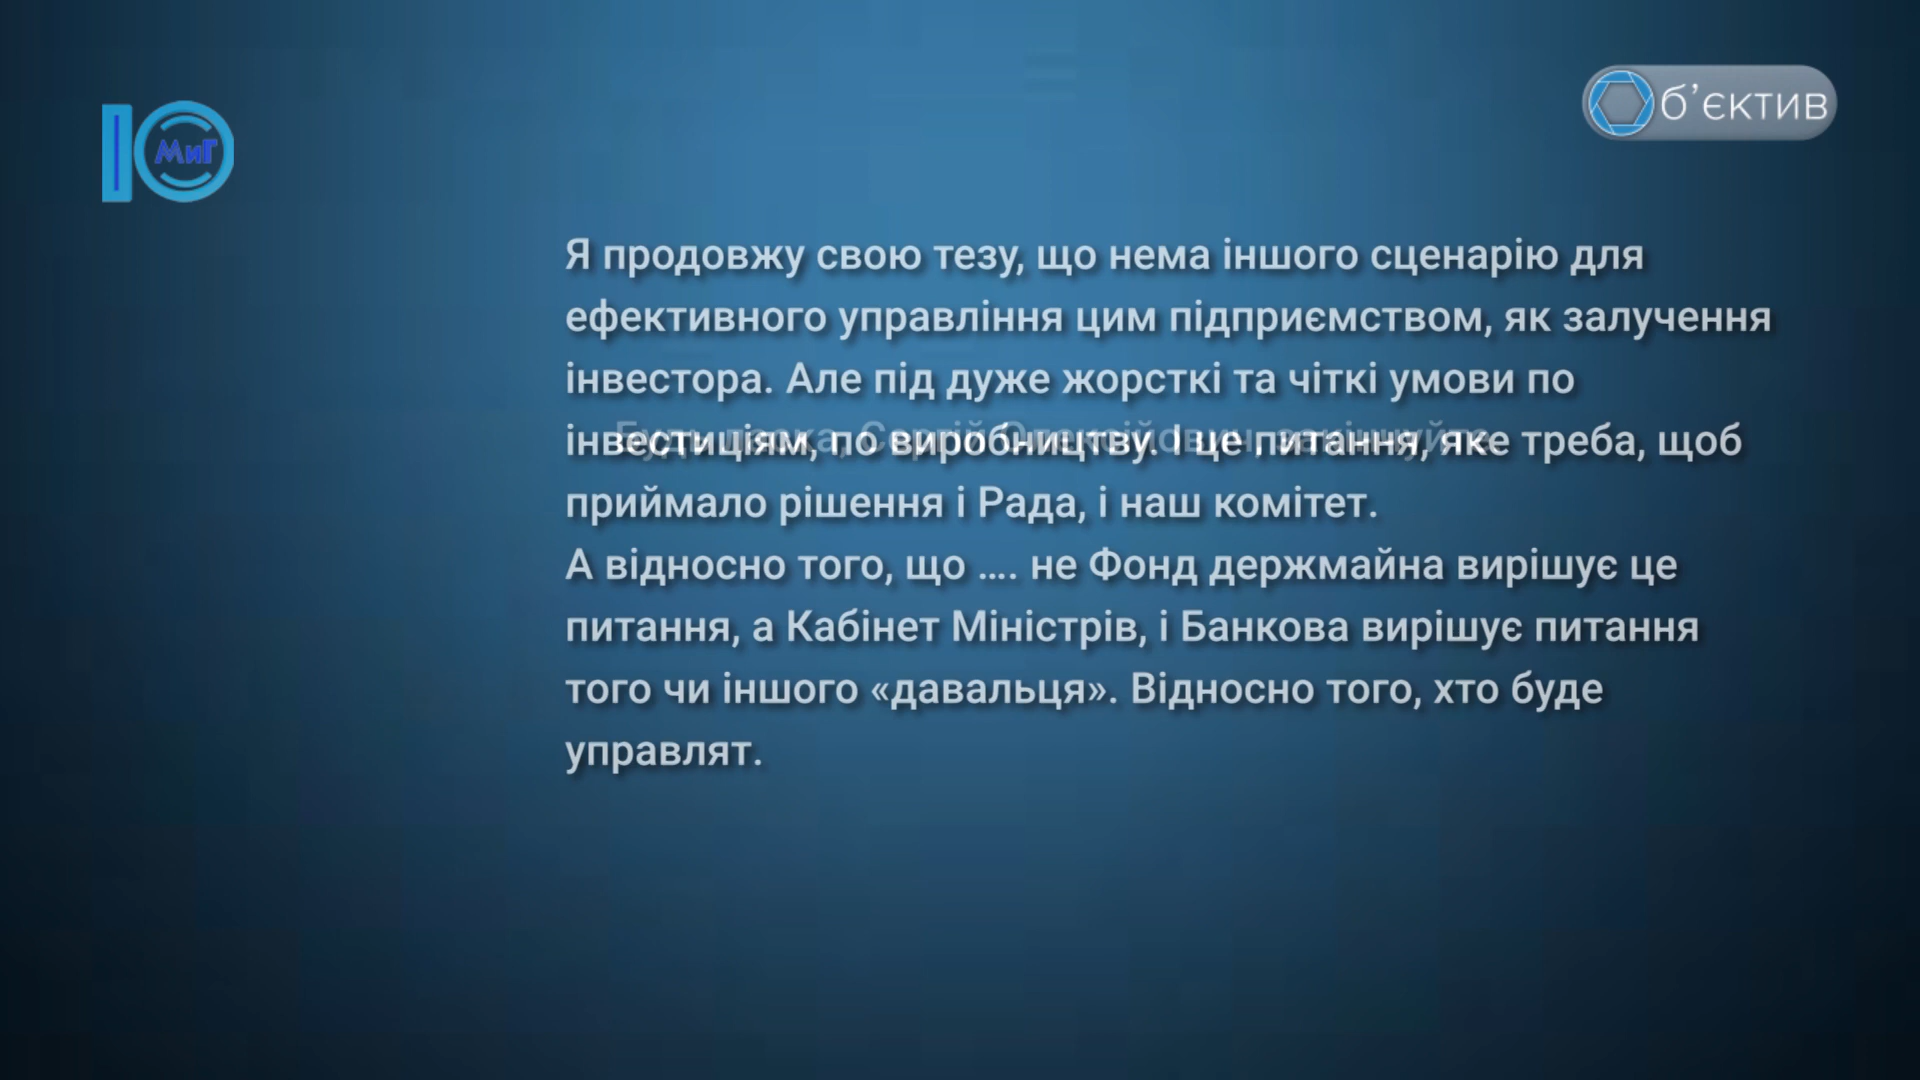 МиГ
Об'єктив
Я продовжу свою тезу, що нема іншого сценарію для
ефективного управління цим підприємством, як залучення
інвестора. Але під дуже жорсткі та чіткі умови по
інвестиціям, по виробництву. І це питання, яке треба, щоб
приймало рішення і Рада, і наш комітет.
А відносно того, що .... не Фонд держмайна вирішує це
питання, а Кабінет Міністрів, і Банкова вирішує питання
того чи іншого «давальця». Відносно того, хто буде
управлят.